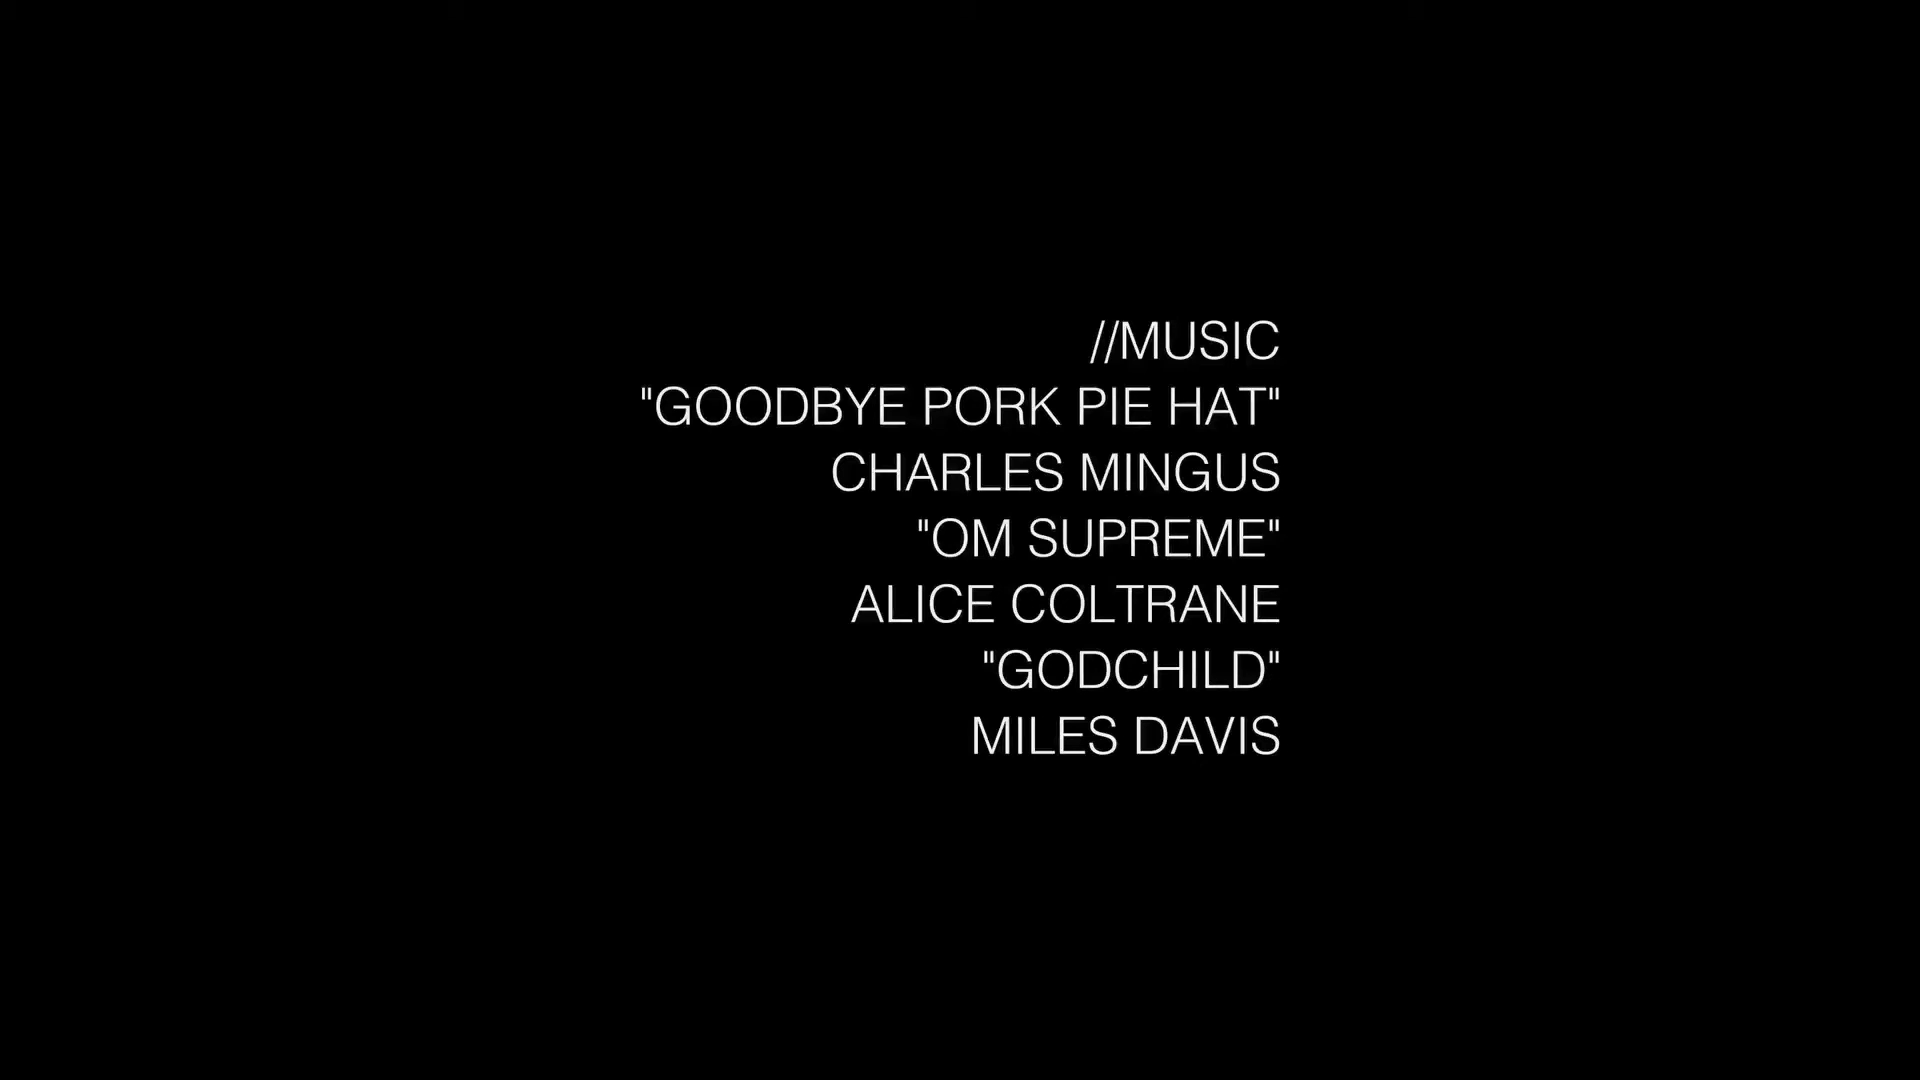 //MUSIC
"GOODBYE PORK PIE HAT"
CHARLES MINGUS
"OM SUPREME"
ALICE COLTRANE
"GODCHILD"
MILES DAVIS